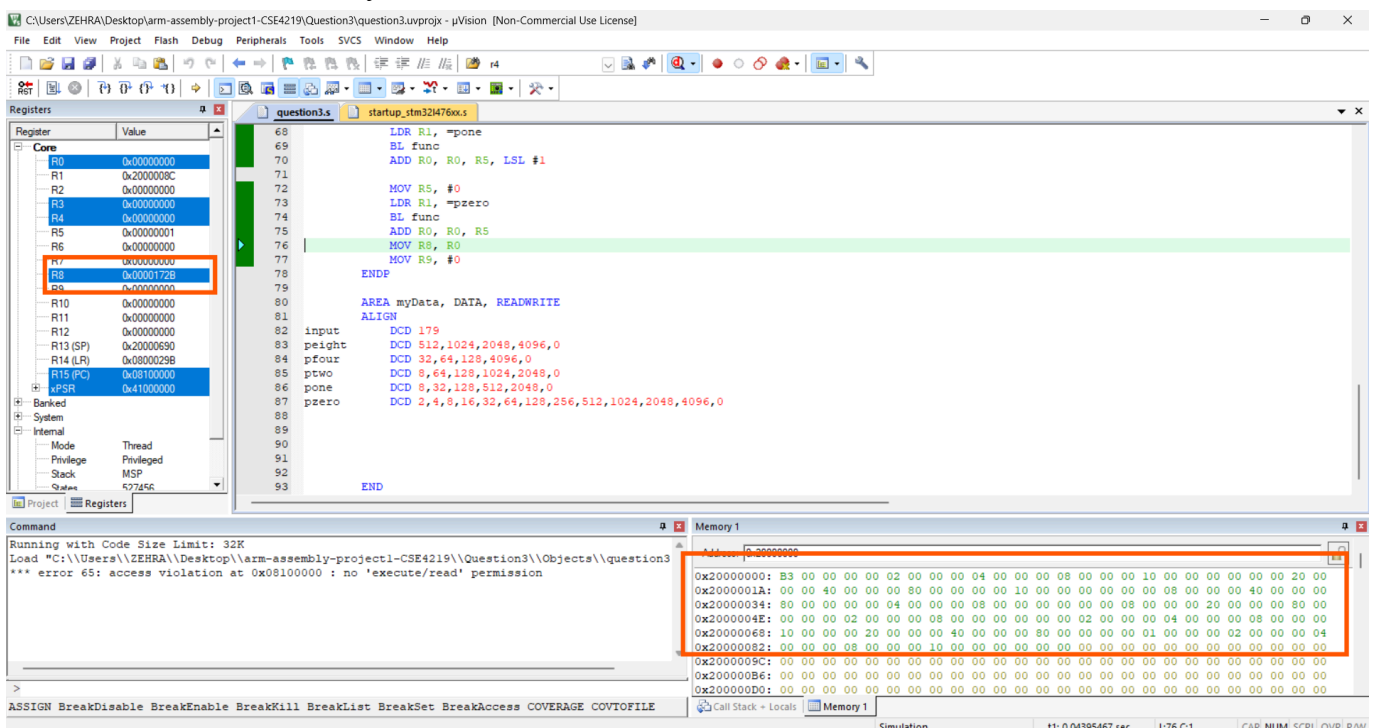 C:\Users\ZEHRA\Desktop\arm-assembly-project1-CSE4219\Question3\question3.uvprojx - µVision [Non-Commercial Use License]
File Edit View Project Flash Debug Peripherals Tools SVCS Window Help
r4
RST
Registers
question3.s startup_stm32l476xx.s
Register Value
Core
R0 0x00000000
R1 0x2000008C
R2 0x00000000
R3 0x00000000
R4 0x00000000
R5 0x00000001
R6 0x00000000
R7 0x00000000
R8 0x0000172B
R9 0x00000000
R10 0x00000000
R11 0x00000000
R12 0x00000000
R13 (SP) 0x20000690
R14 (LR) 0x0800029B
R15 (PC) 0x08100000
xPSR 0x41000000
Banked
System
Internal
Mode Thread
Privilege Privileged
Stack MSP
States 527456
Project Registers
68 LDR R1, =pone
69 BL func
70 ADD R0, R0, R5, LSL #1
71
72 MOV R5, #0
73 LDR R1, =pzero
74 BL func
75 ADD R0, R0, R5
76 MOV R8, R0
77 MOV R9, #0
78 ENDP
79
80 AREA myData, DATA, READWRITE
81 ALIGN
82 input DCD 179
83 peight DCD 512,1024,2048,4096,0
84 pfour DCD 32,64,128,4096,0
85 ptwo DCD 8,64,128,1024,2048,0
86 pone DCD 8,32,128,512,2048,0
87 pzero DCD 2,4,8,16,32,64,128,256,512,1024,2048,4096,0
88
89
90
91
92
93 END
Command
Running with Code Size Limit: 32K
Load "C:\\Users\\ZEHRA\\Desktop\\arm-assembly-project1-CSE4219\\Question3\\Objects\\question3
*** error 65: access violation at 0x08100000 : no 'execute/read' permission
>
ASSIGN BreakDisable BreakEnable BreakKill BreakList BreakSet BreakAccess COVERAGE COVTOFILE
Memory 1
Address: 0x20000000
0x20000000: B3 00 00 00 00 02 00 00 00 04 00 00 00 08 00 00 00 10 00 00 00 00 00 00 20 00
0x2000001A: 00 00 40 00 00 00 80 00 00 00 00 10 00 00 00 00 00 00 08 00 00 00 40 00 00 00
0x20000034: 80 00 00 00 00 04 00 00 00 08 00 00 00 00 00 00 08 00 00 00 20 00 00 00 80 00
0x2000004E: 00 00 00 02 00 00 00 08 00 00 00 00 00 00 02 00 00 00 04 00 00 00 08 00 00 00
0x20000068: 10 00 00 00 20 00 00 00 40 00 00 00 80 00 00 00 00 01 00 00 00 02 00 00 00 04
0x20000082: 00 00 00 08 00 00 00 10 00 00 00 00 00 00 00 00 00 00 00 00 00 00 00 00 00 00
0x2000009C: 00 00 00 00 00 00 00 00 00 00 00 00 00 00 00 00 00 00 00 00 00 00 00 00 00 00
0x200000B6: 00 00 00 00 00 00 00 00 00 00 00 00 00 00 00 00 00 00 00 00 00 00 00 00 00 00
0x200000D0: 00 00 00 00 00 00 00 00 00 00 00 00 00 00 00 00 00 00 00 00 00 00 00 00 00 00
Call Stack + Locals Memory 1
Simulation t1: 0.04395467 sec L:76 C:1 CAP NUM SCRL OVR R/W